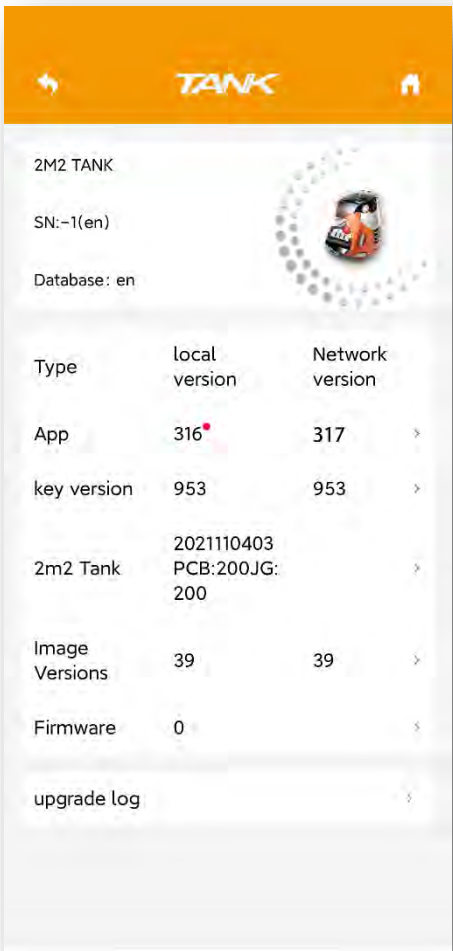 TANK
2M2 TANK
SN:-1(en)
Database: en
Type local version Network version
App 316 317
key version 953 953
2m2 Tank 2021110403 PCB:200JG: 200
Image Versions 39 39
Firmware 0
upgrade log